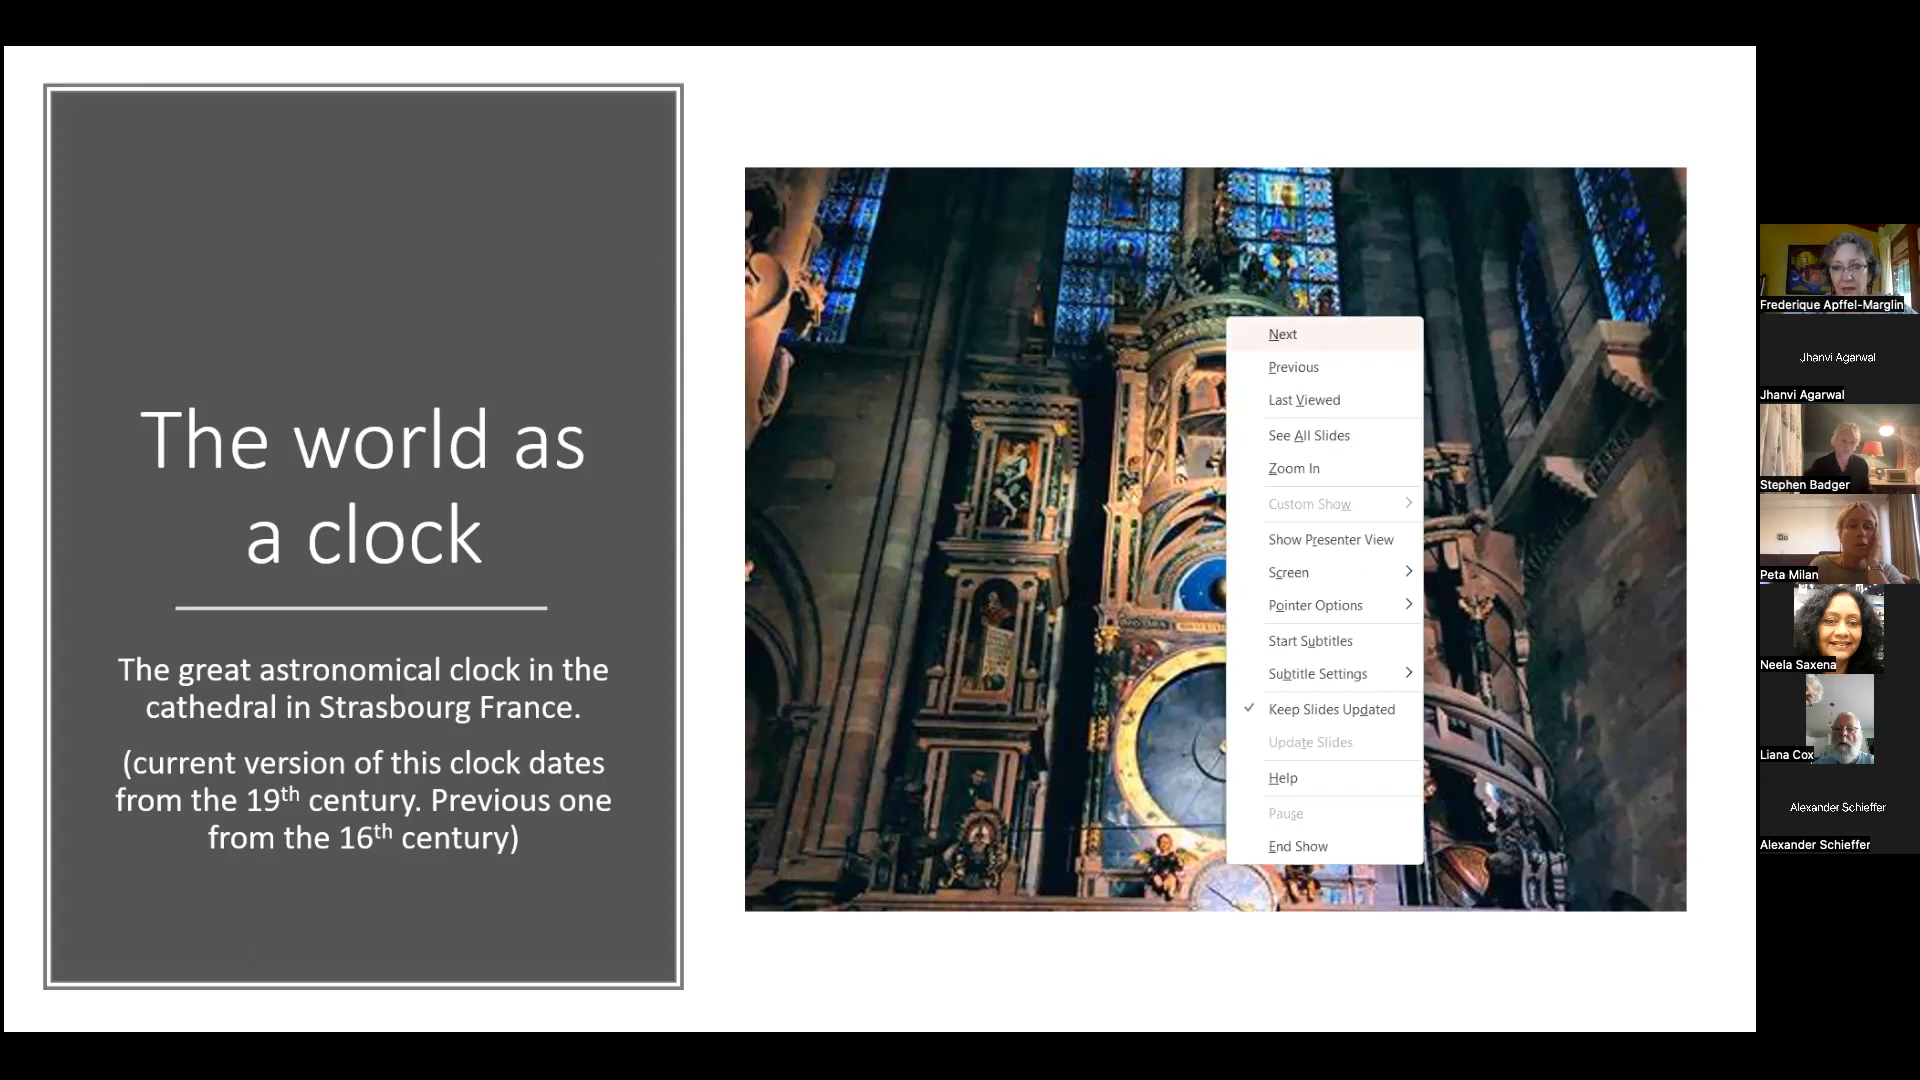 The world as
a clock
The great astronomical clock in the
cathedral in Strasbourg France.
(current version of this clock dates
from the 19th century. Previous one
from the 16th century)
Next
Previous
Last Viewed
See All Slides
Zoom In
Custom Show
Show Presenter View
Screen
Pointer Options
Start Subtitles
Subtitle Settings
Keep Slides Updated
Update Slides
Help
Pause
End Show
Frederique Apffel-Marglin
Jhanvi Agarwal
Jhanvi Agarwal
Stephen Badger
Peta Milan
Neela Saxena
Liana Cox
Alexander Schieffer
Alexander Schieffer